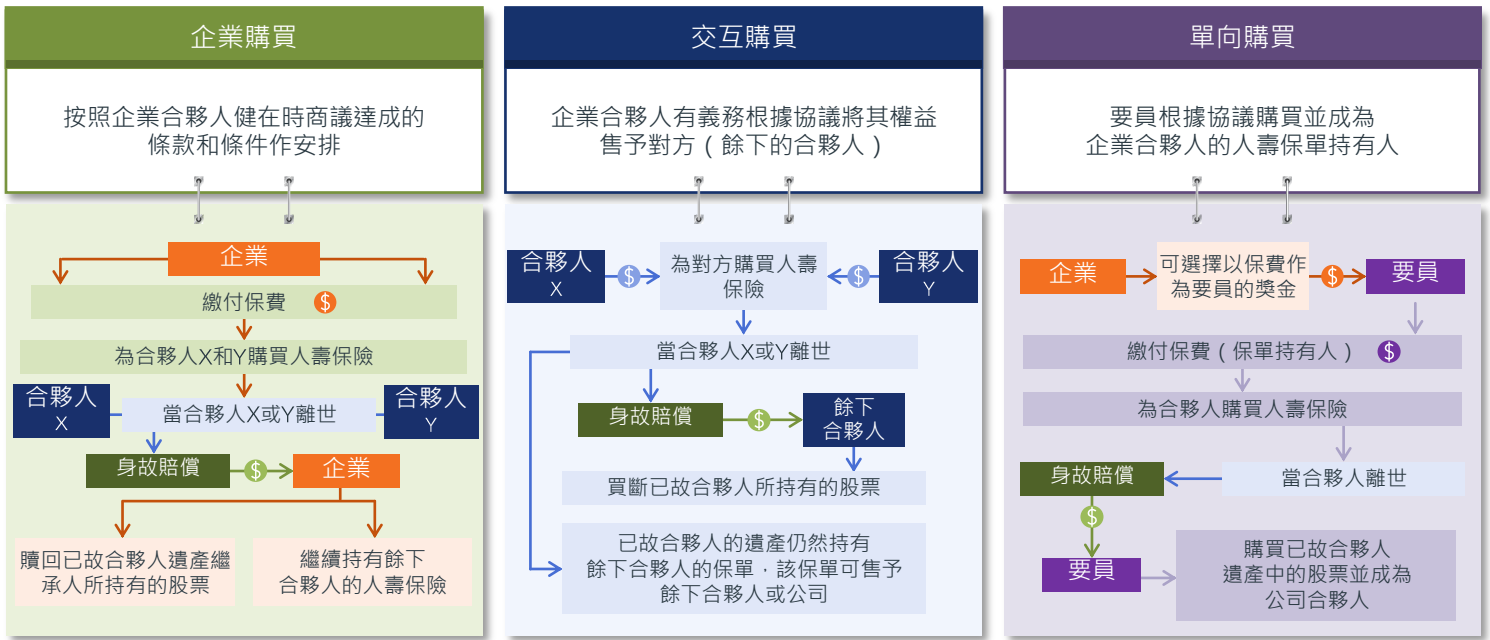 企業購買
按照企業合夥人健在時商議達成的
條款和條件作安排
企業
繳付保費 $
為合夥人X和Y購買人壽保險
合夥人
X
當合夥人X或Y離世
合夥人
Y
身故賠償
$
企業
贖回已故合夥人遺產繼
承人所持有的股票
繼續持有餘下
合夥人的人壽保險
交互購買
企業合夥人有義務根據協議將其權益
售予對方（餘下的合夥人）
合夥人
X
$
為對方購買人壽
保險
$
合夥人
Y
當合夥人X或Y離世
身故賠償
$
餘下
合夥人
買斷已故合夥人所持有的股票
已故合夥人的遺產仍然持有
餘下合夥人的保單，該保單可售予
餘下合夥人或公司
單向購買
要員根據協議購買並成為
企業合夥人的人壽保單持有人
企業
可選擇以保費作
為要員的獎金
$
要員
繳付保費（保單持有人） $
為合夥人購買人壽保險
當合夥人離世
身故賠償
$
要員
購買已故合夥人
遺產中的股票並成為
公司合夥人